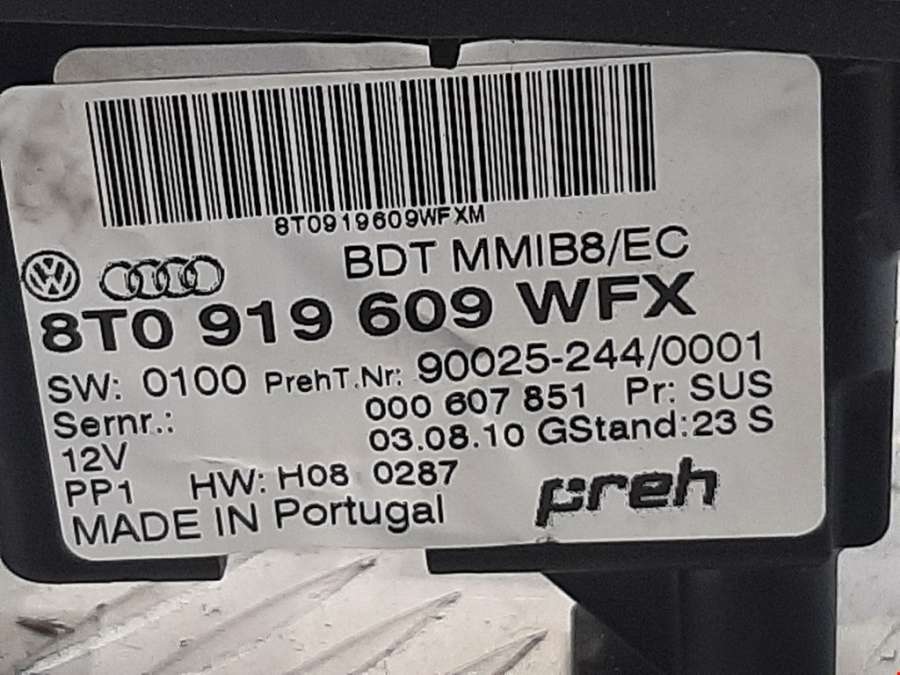 8T0919609WFXM
BDT MMIB8/EC
8T0 919 609 WFX
SW: 0100 PrehT.Nr: 90025-244/0001
Sernr.: 000 607 851 Pr: SUS
12V 03.08.10 GStand:23 S
PP1 HW: H08 0287
MADE IN Portugal
preh